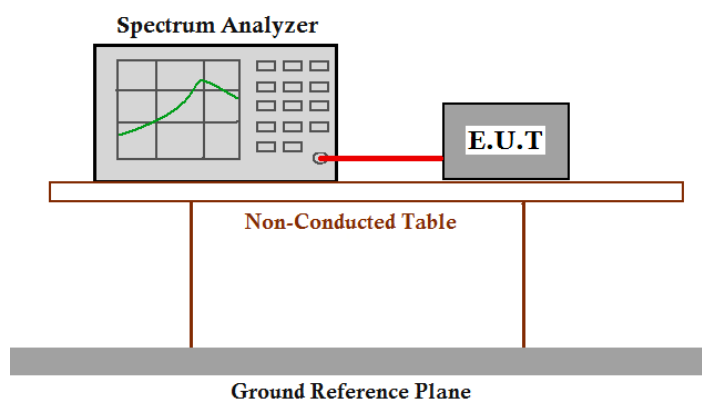 Spectrum Analyzer
E.U.T
Non-Conducted Table
Ground Reference Plane